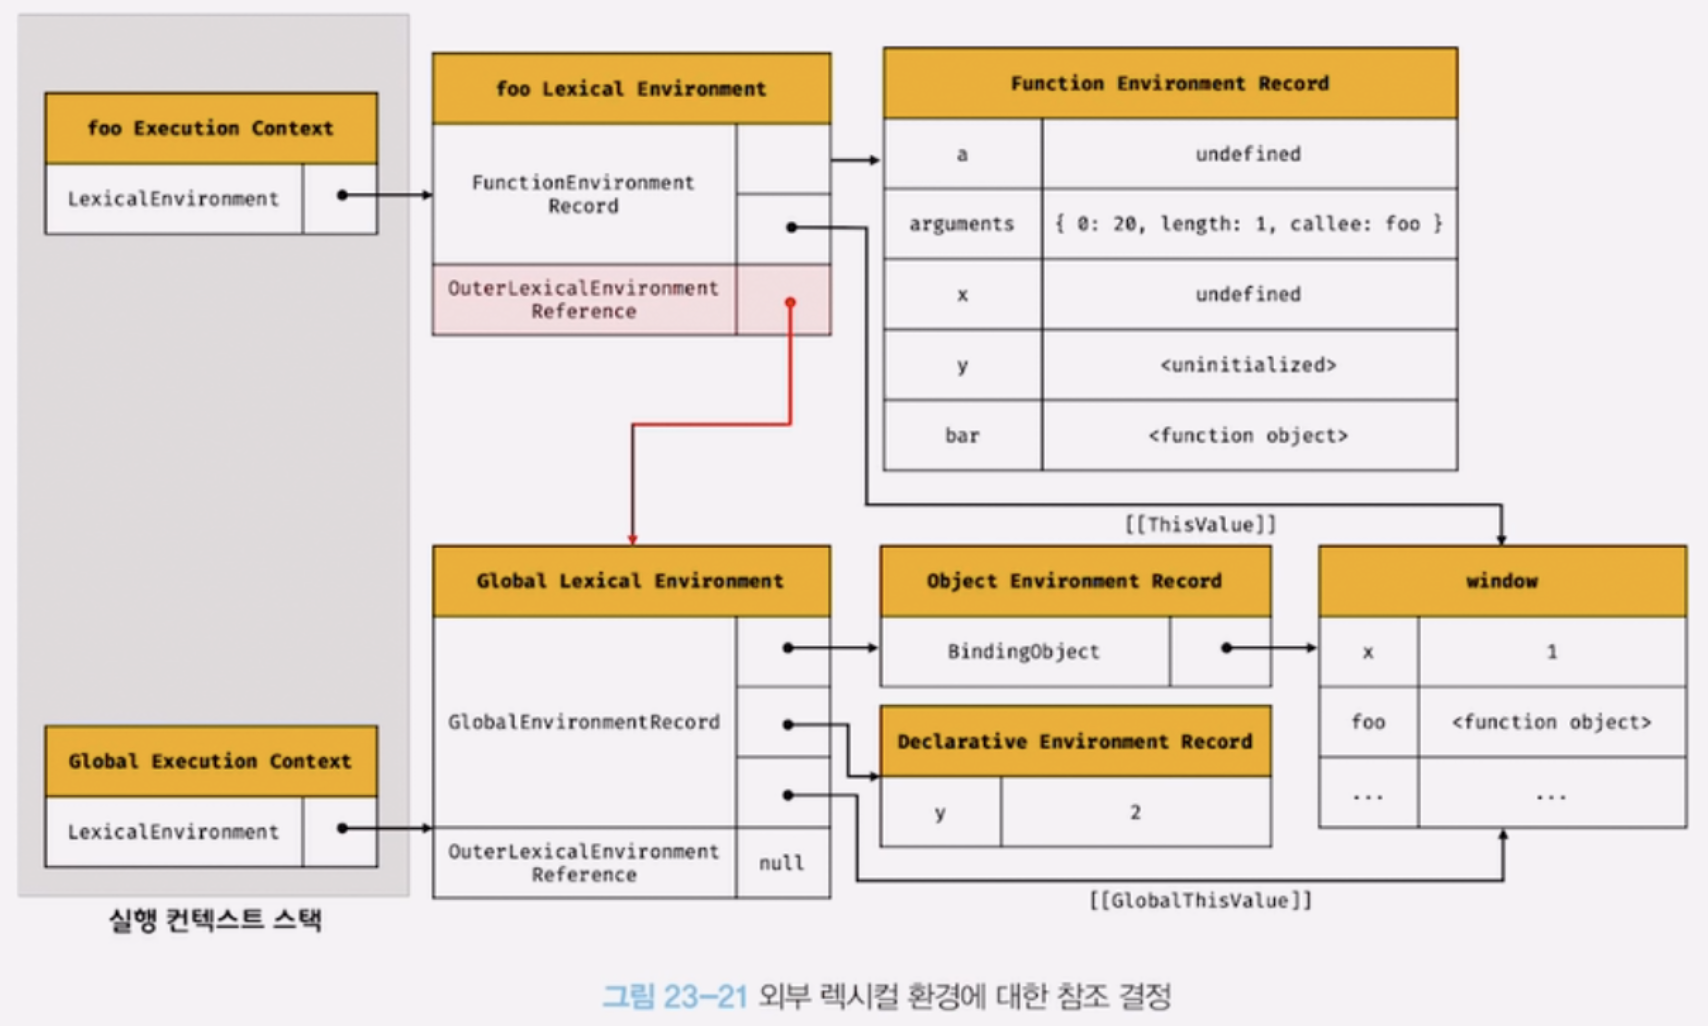 foo Execution Context
LexicalEnvironment
foo Lexical Environment
FunctionEnvironment
Record
OuterLexicalEnvironment
Reference
Function Environment Record
a undefined
arguments { 0: 20, length: 1, callee: foo }
x undefined
y <uninitialized>
bar <function object>
[[ThisValue]]
Global Execution Context
LexicalEnvironment
Global Lexical Environment
GlobalEnvironmentRecord
OuterLexicalEnvironment
Reference
null
Object Environment Record
BindingObject
Declarative Environment Record
y 2
window
x 1
foo <function object>
... ...
[[GlobalThisValue]]
실행 컨텍스트 스택
그림 23-21 외부 렉시컬 환경에 대한 참조 결정